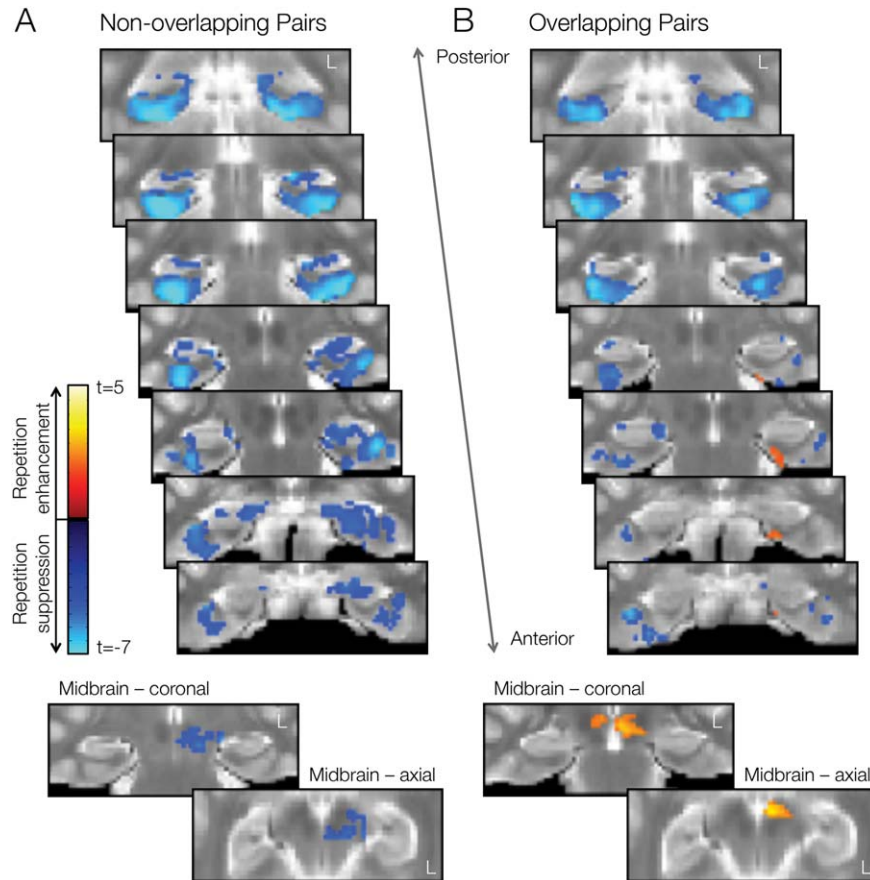 A
Non-overlapping Pairs
L
B
Overlapping Pairs
L
Posterior
Anterior
Repetition
enhancement
Repetition
suppression
t=5
t=-7
Midbrain – coronal
L
Midbrain – axial
L
Midbrain – coronal
L
Midbrain – axial
L